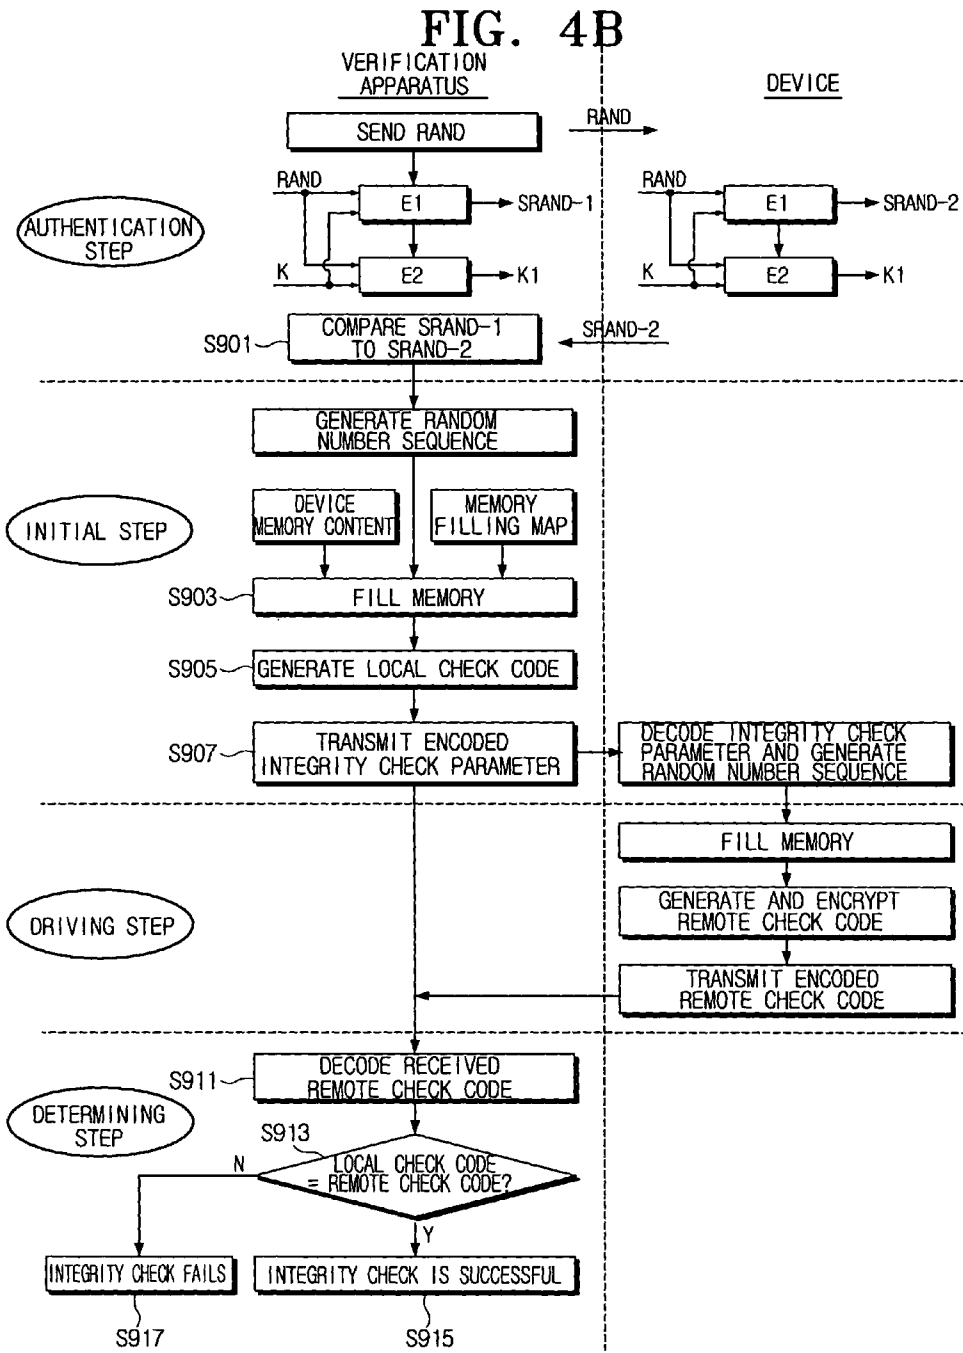 FIG. 4B
VERIFICATION
APPARATUS
DEVICE
SEND RAND
RAND
RAND
E1
SRAND-1
K
E2
K1
RAND
E1
SRAND-2
K
E2
K1
AUTHENTICATION
STEP
S901
COMPARE SRAND-1
TO SRAND-2
SRAND-2
GENERATE RANDOM
NUMBER SEQUENCE
INITIAL STEP
DEVICE
MEMORY CONTENT
MEMORY
FILLING MAP
S903
FILL MEMORY
S905
GENERATE LOCAL CHECK CODE
S907
TRANSMIT ENCODED
INTEGRITY CHECK PARAMETER
DECODE INTEGRITY CHECK
PARAMETER AND GENERATE
RANDOM NUMBER SEQUENCE
DRIVING STEP
FILL MEMORY
GENERATE AND ENCRYPT
REMOTE CHECK CODE
TRANSMIT ENCODED
REMOTE CHECK CODE
DETERMINING
STEP
S911
DECODE RECEIVED
REMOTE CHECK CODE
S913
LOCAL CHECK CODE
= REMOTE CHECK CODE?
N
Y
INTEGRITY CHECK FAILS
INTEGRITY CHECK IS SUCCESSFUL
S917
S915